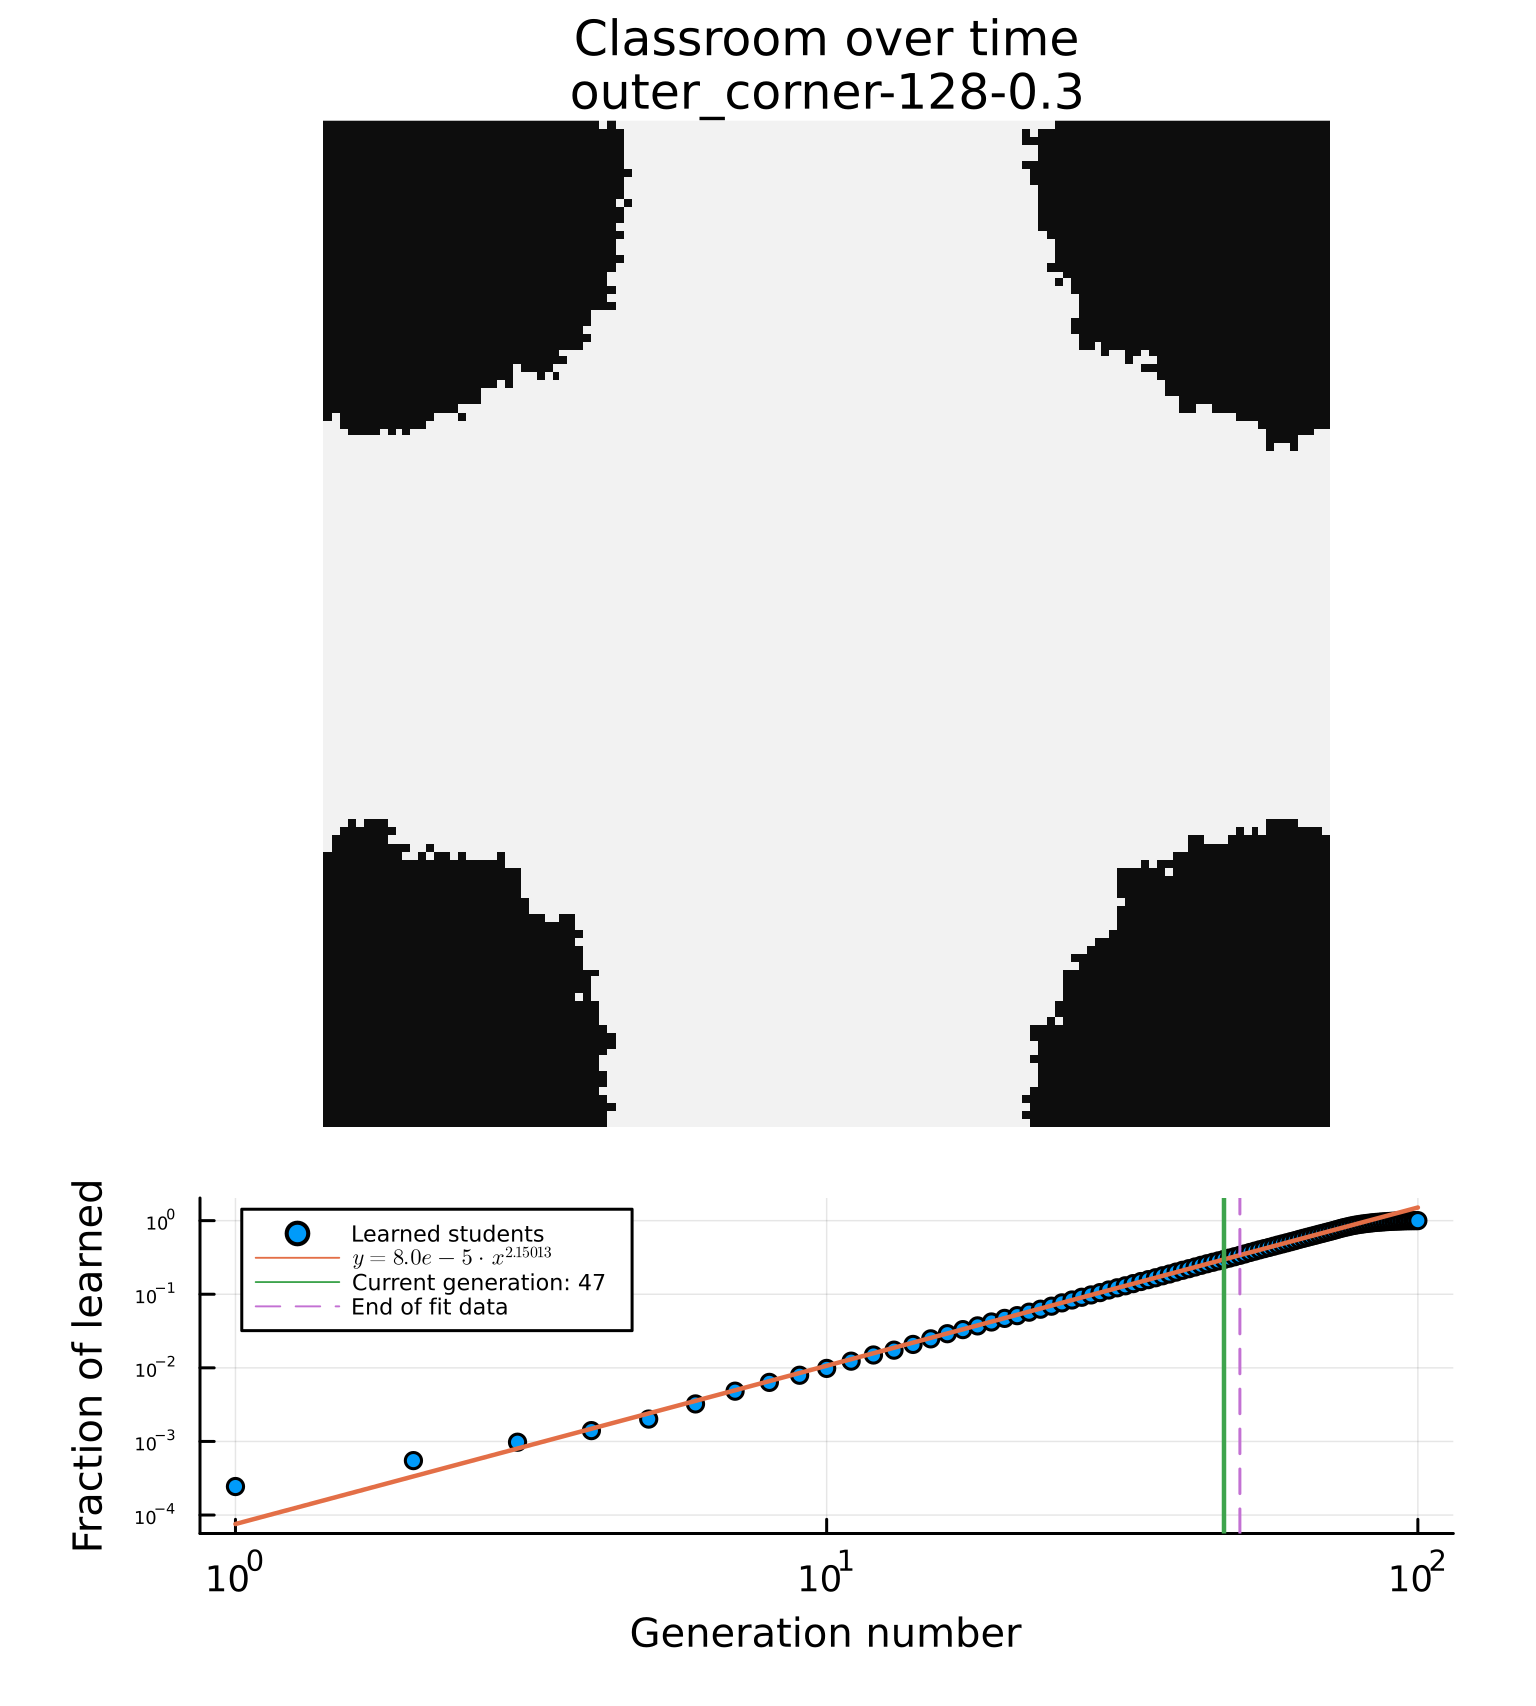 Classroom over time
outer_corner-128-0.3
Fraction of learned
10^0
10^−1
10^−2
10^−3
10^−4
Learned students
y = 8.0e − 5 · x^2.15013
Current generation: 47
End of fit data
10^0 10^1 10^2
Generation number